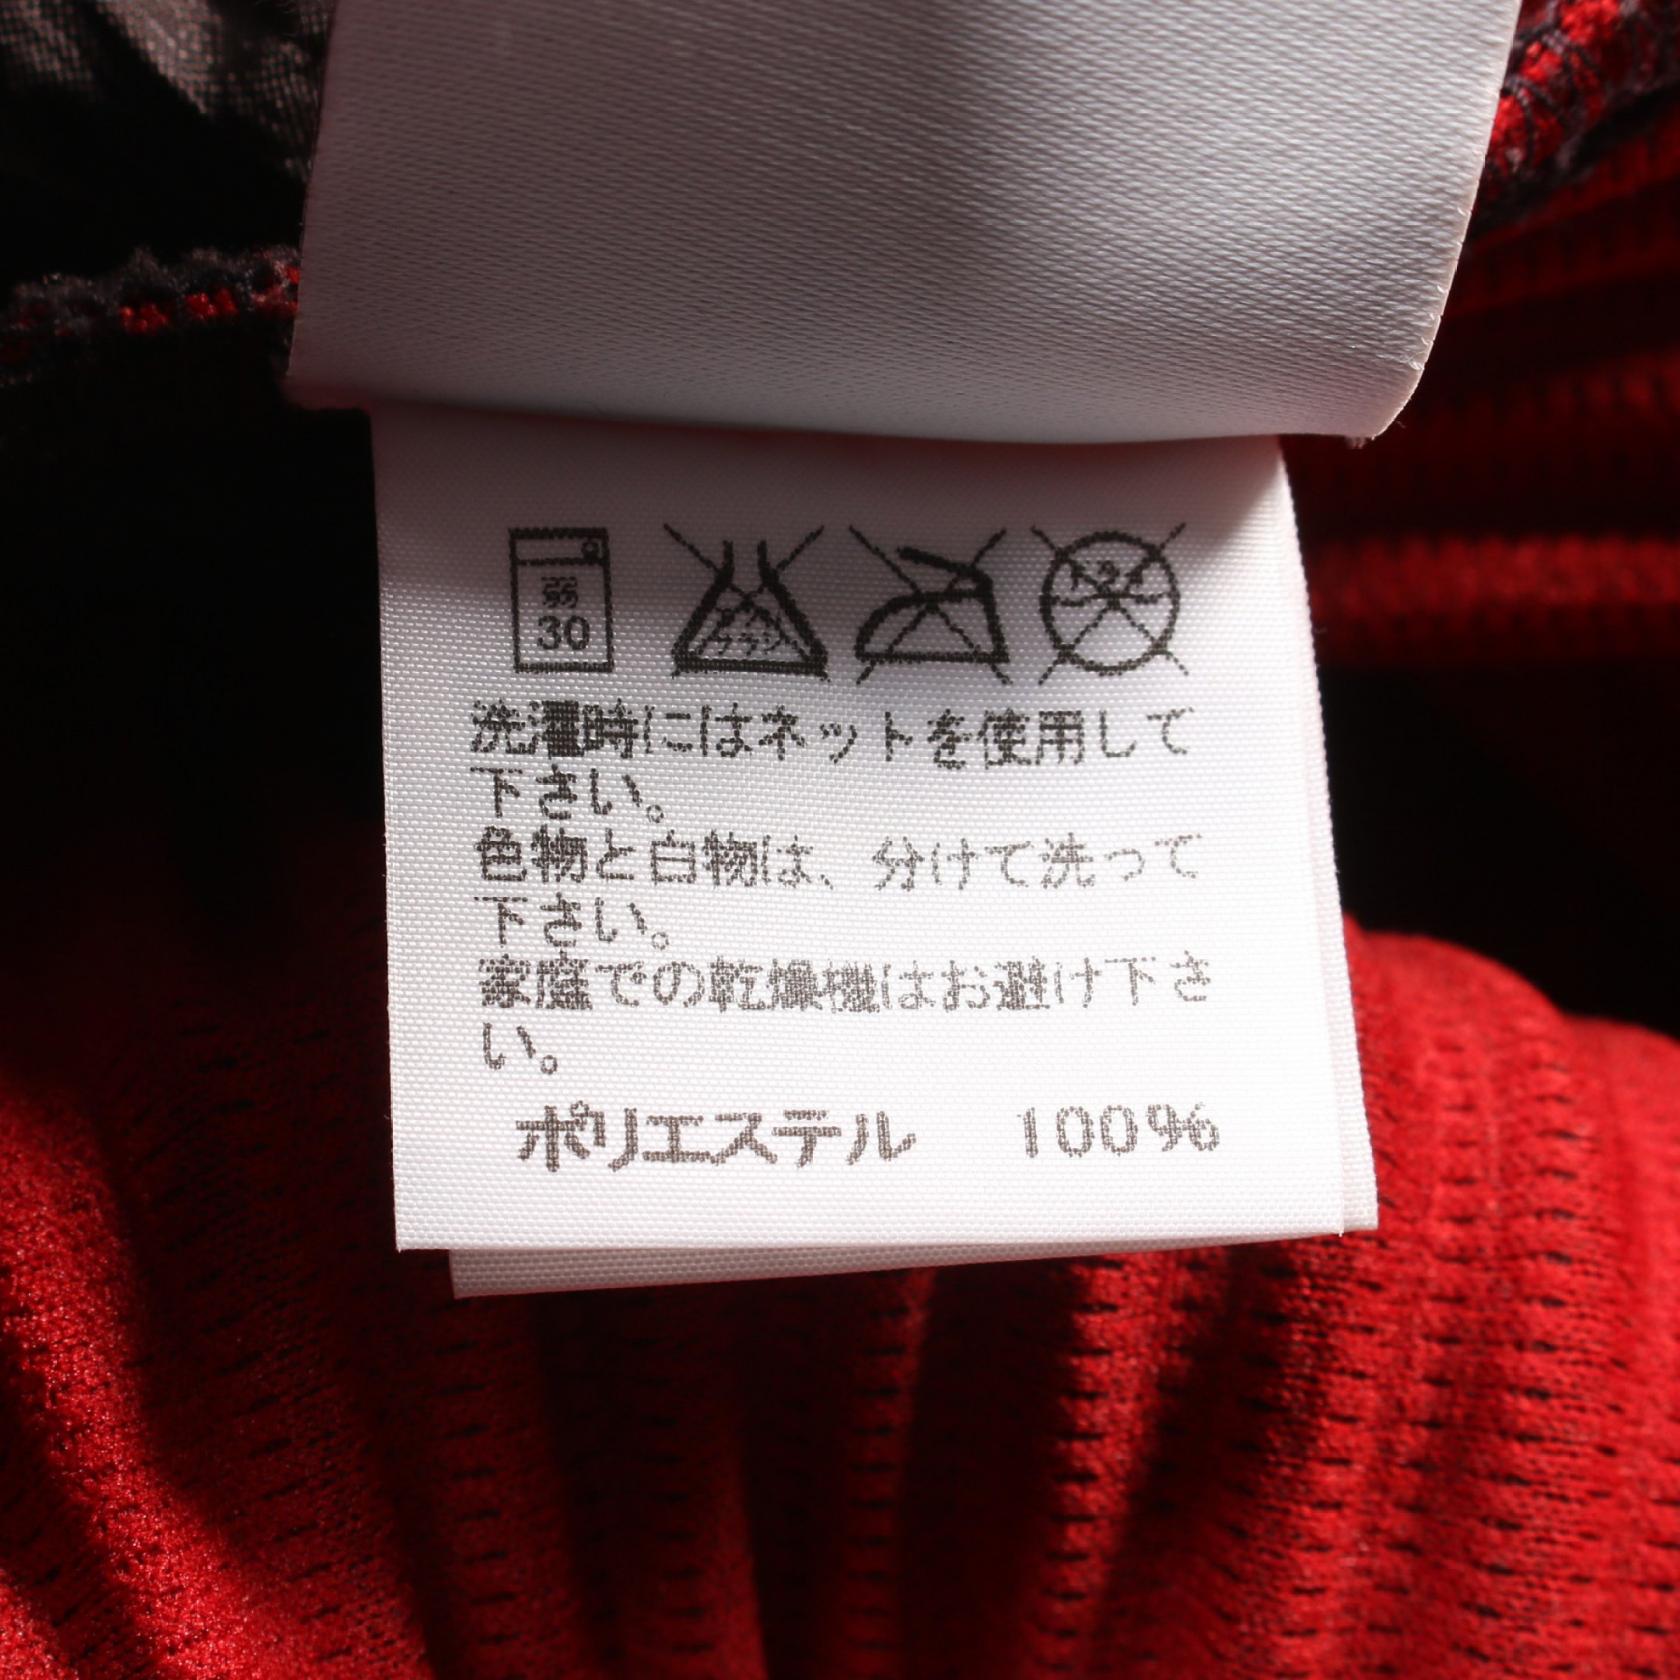 弱
30
洗濯時にはネットを使用して
下さい。
色物と白物は、分けて洗って
下さい。
家庭での乾燥機はお避け下さ
い。
ポリエステル 100%